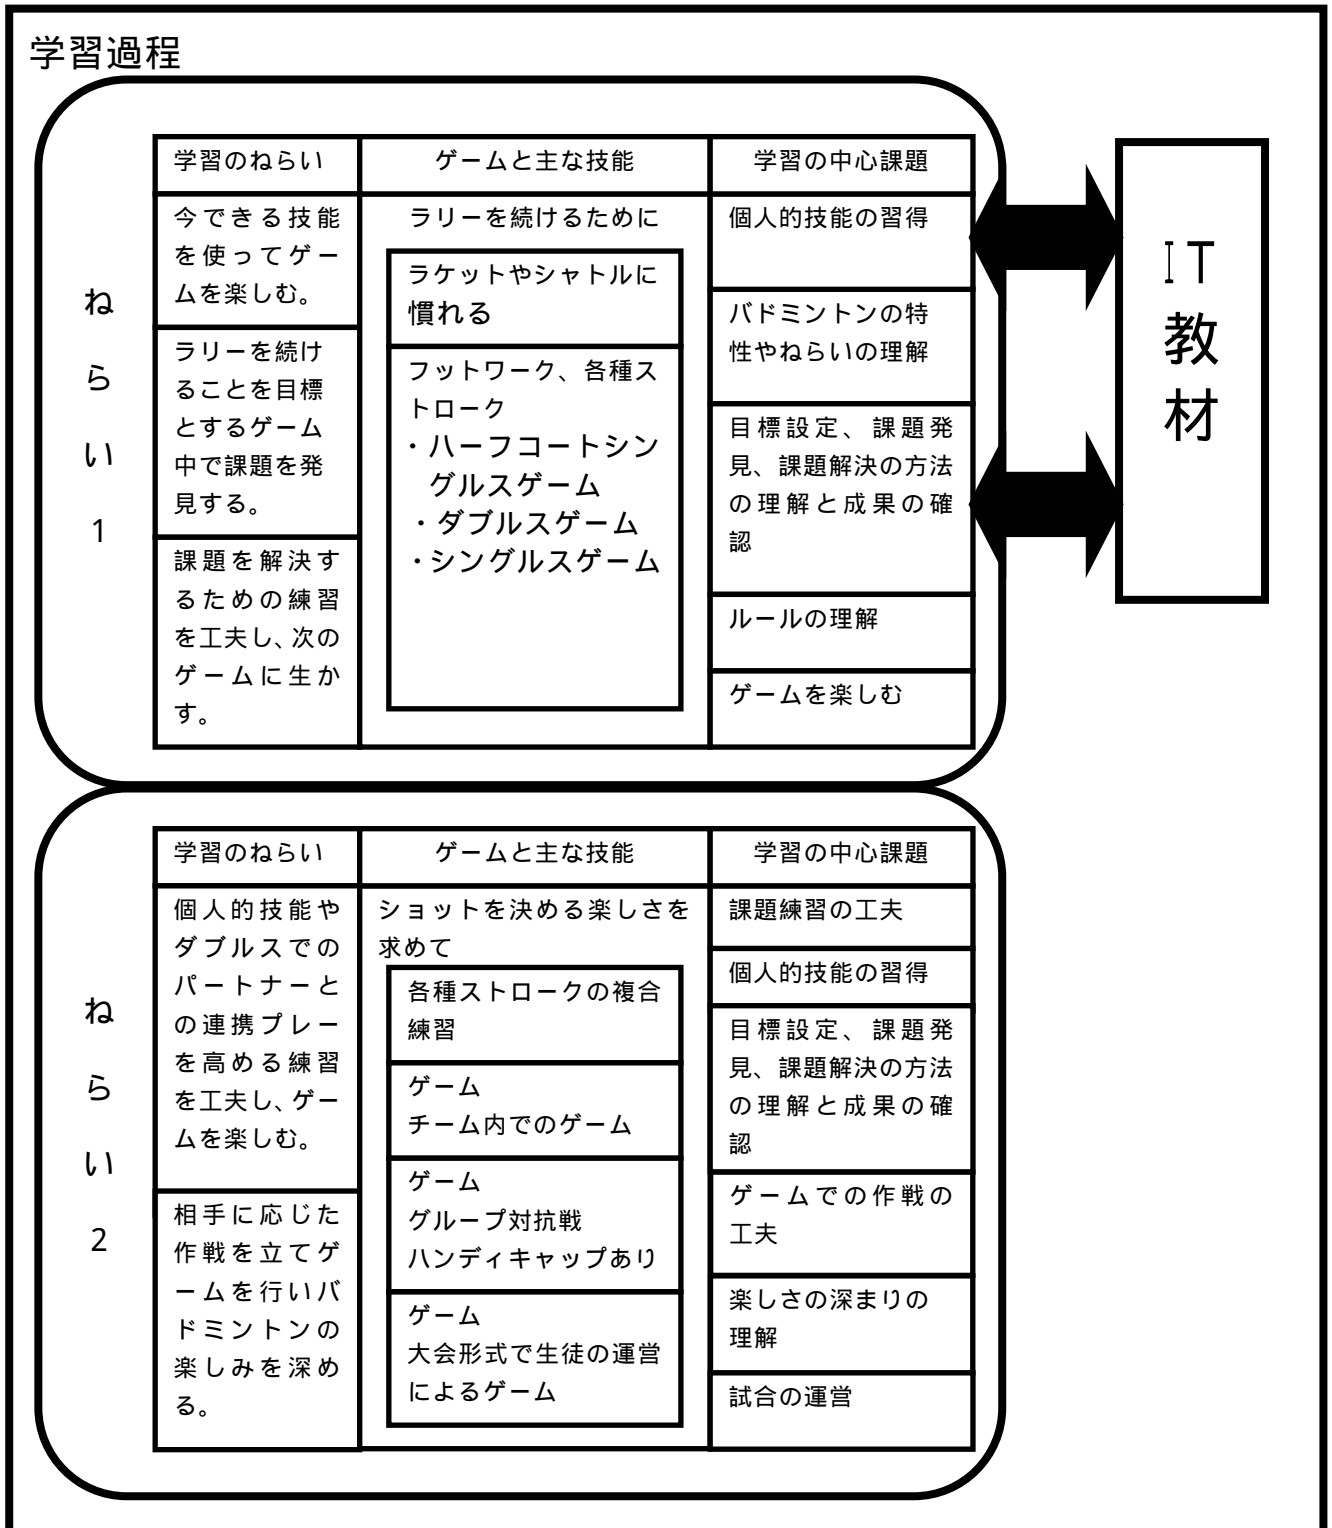 学習過程
ねらい1
学習のねらい
ゲームと主な技能
学習の中心課題
今できる技能
を使ってゲー
ムを楽しむ。
ラリーを続け
ることを目標
とするゲーム
中で課題を発
見する。
課題を解決す
るための練習
を工夫し、次の
ゲームに生か
す。
ラリーを続けるために
ラケットやシャトルに
慣れる
フットワーク、各種ス
トローク
・ハーフコートシン
グルスゲーム
・ダブルスゲーム
・シングルスゲーム
個人的技能の習得
バドミントンの特
性やねらいの理解
目標設定、課題発
見、課題解決の方法
の理解と成果の確
認
ルールの理解
ゲームを楽しむ
IT教材
ねらい2
学習のねらい
ゲームと主な技能
学習の中心課題
個人的技能や
ダブルスでの
パートナーと
の連携プレー
を高める練習
を工夫し、ゲー
ムを楽しむ。
相手に応じた
作戦を立てゲ
ームを行いバ
ドミントンの
楽しみを深め
る。
ショットを決める楽しさを
求めて
各種ストロークの複合
練習
ゲーム
チーム内でのゲーム
ゲーム
グループ対抗戦
ハンディキャップあり
ゲーム
大会形式で生徒の運営
によるゲーム
課題練習の工夫
個人的技能の習得
目標設定、課題発
見、課題解決の方法
の理解と成果の確
認
ゲームでの作戦の
工夫
楽しさの深まりの
理解
試合の運営